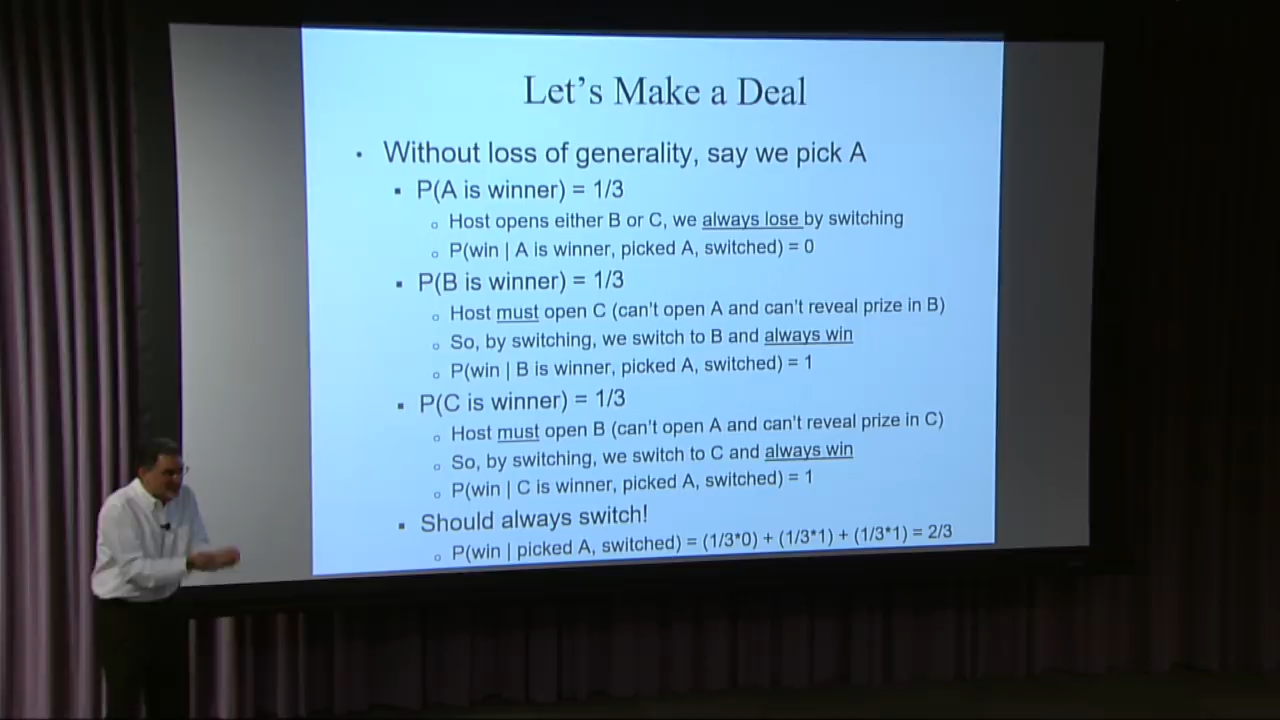 Let's Make a Deal
• Without loss of generality, say we pick A
▪ P(A is winner) = 1/3
o Host opens either B or C, we always lose by switching
o P(win | A is winner, picked A, switched) = 0
▪ P(B is winner) = 1/3
o Host must open C (can't open A and can't reveal prize in B)
o So, by switching, we switch to B and always win
o P(win | B is winner, picked A, switched) = 1
▪ P(C is winner) = 1/3
o Host must open B (can't open A and can't reveal prize in C)
o So, by switching, we switch to C and always win
o P(win | C is winner, picked A, switched) = 1
▪ Should always switch!
o P(win | picked A, switched) = (1/3*0) + (1/3*1) + (1/3*1) = 2/3